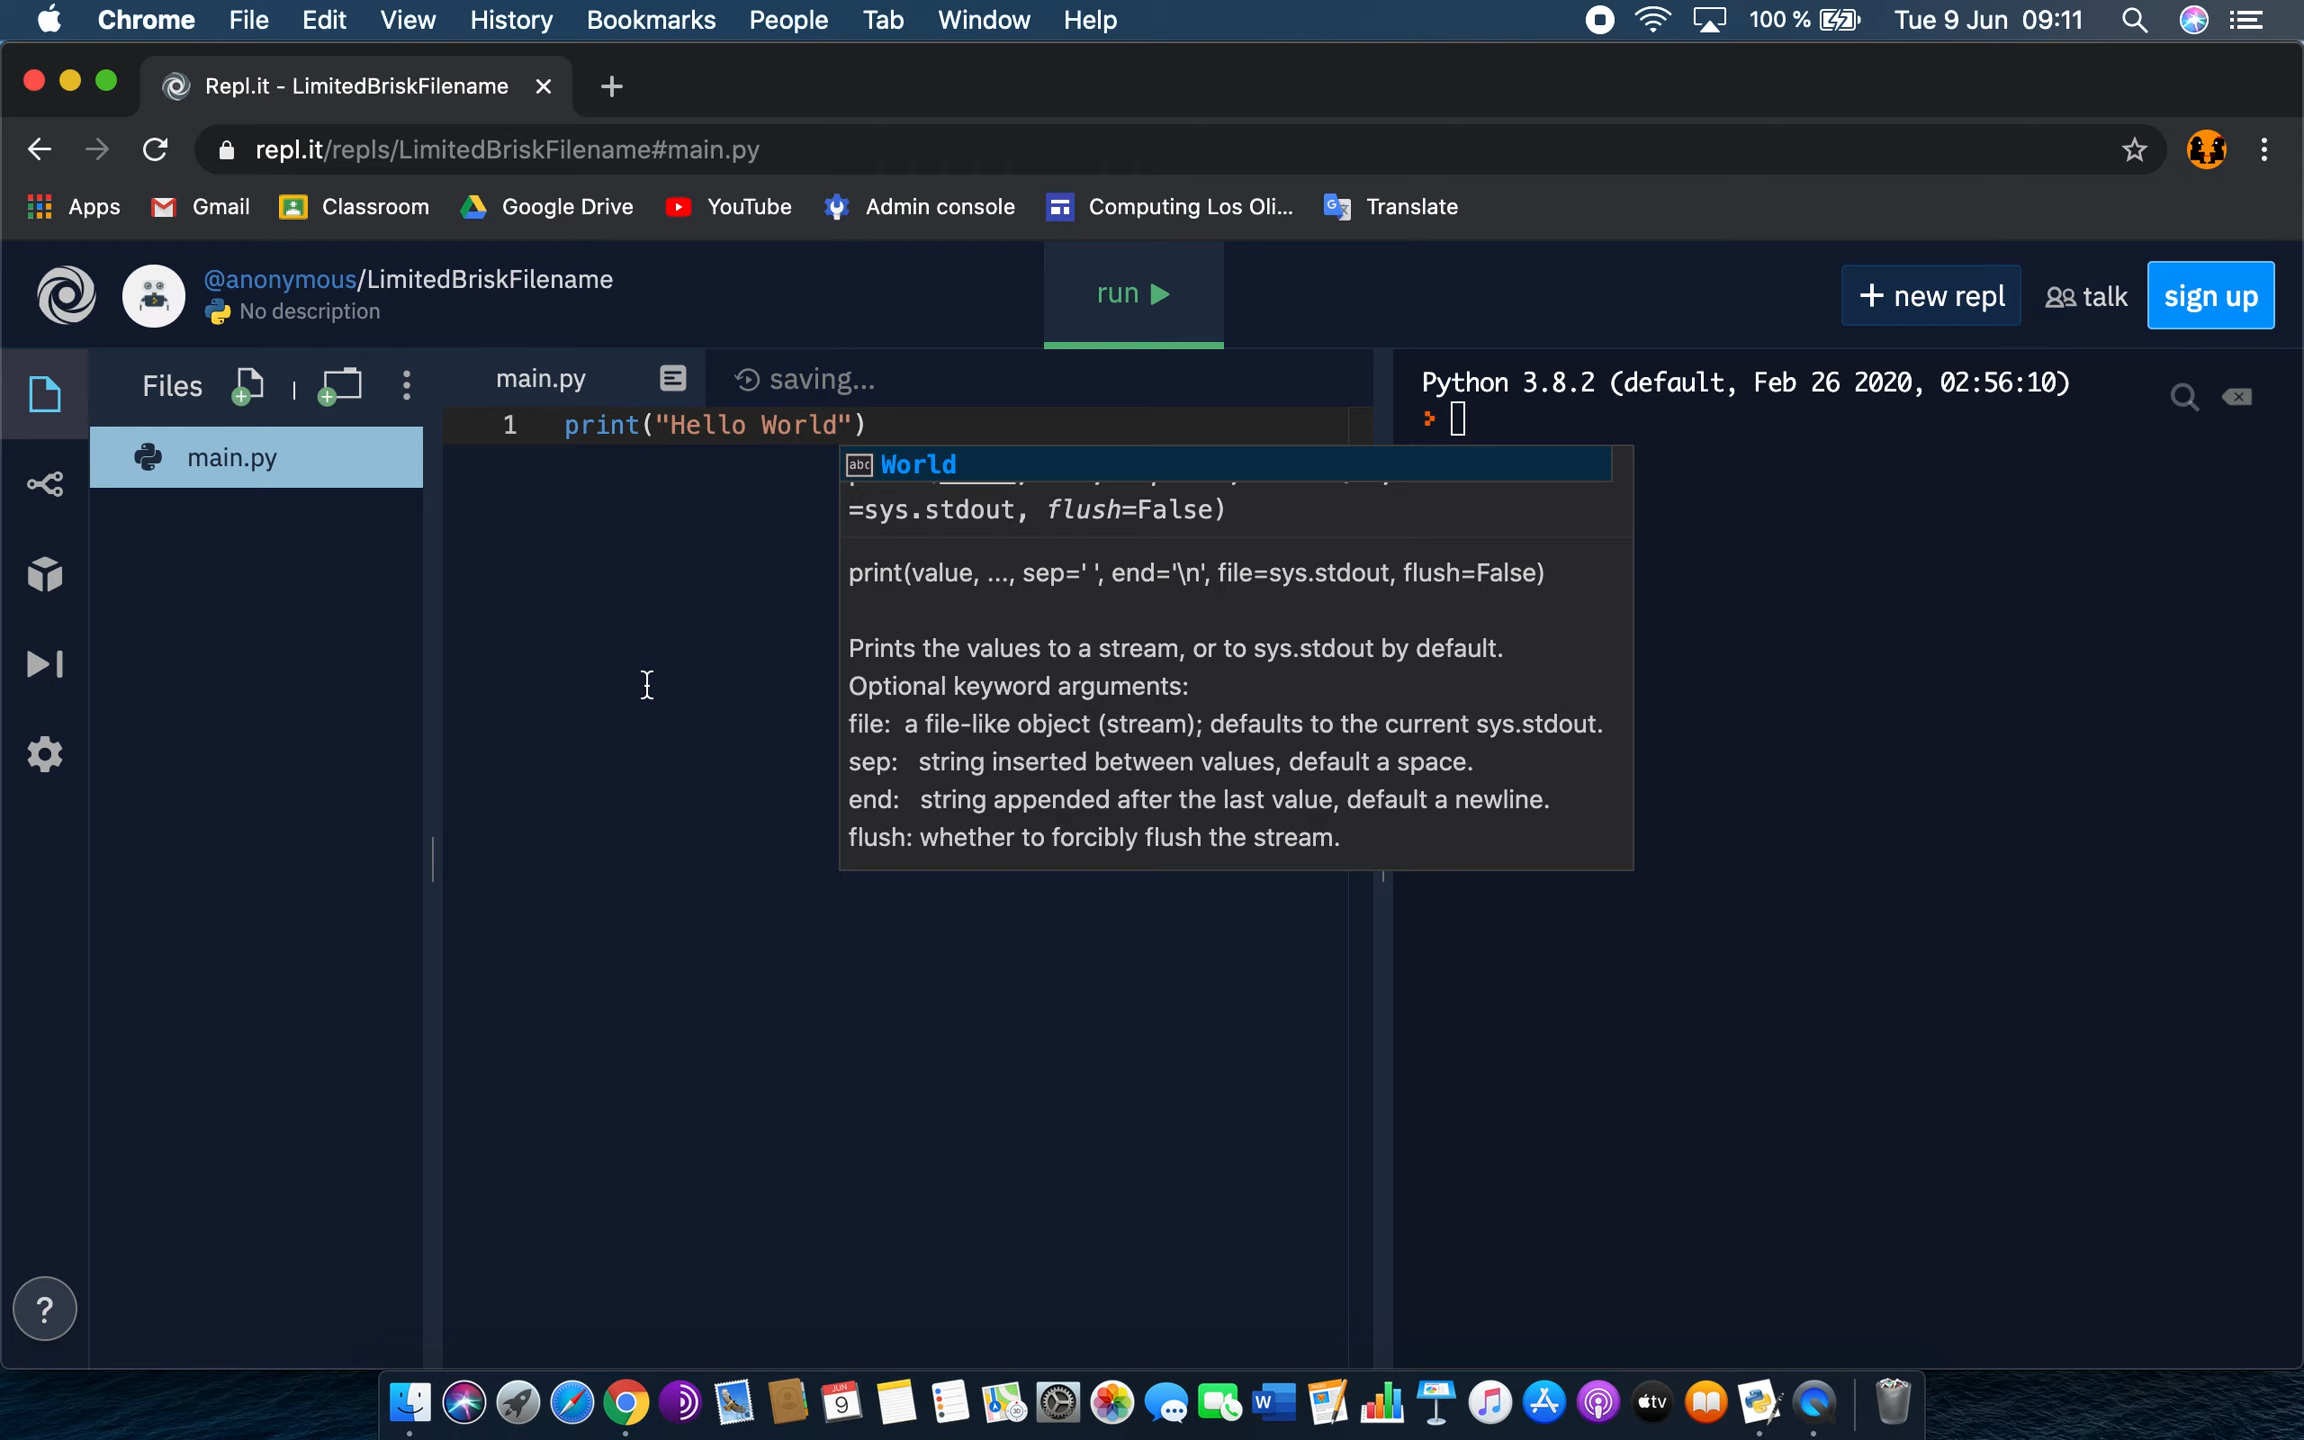 Chrome File Edit View History Bookmarks People Tab Window Help 100 % Tue 9 Jun 09:11
Repl.it - LimitedBriskFilename
repl.it/repls/LimitedBriskFilename#main.py
Apps Gmail Classroom Google Drive YouTube Admin console Computing Los Oli... Translate
@anonymous/LimitedBriskFilename
No description
run
+ new repl talk sign up
Files
main.py
main.py
saving...
1 print("Hello World")
abc World
=sys.stdout, flush=False)
print(value, ..., sep=' ', end='\n', file=sys.stdout, flush=False)
Prints the values to a stream, or to sys.stdout by default.
Optional keyword arguments:
file: a file-like object (stream); defaults to the current sys.stdout.
sep: string inserted between values, default a space.
end: string appended after the last value, default a newline.
flush: whether to forcibly flush the stream.
Python 3.8.2 (default, Feb 26 2020, 02:56:10)
?
JUN
9
W
tv